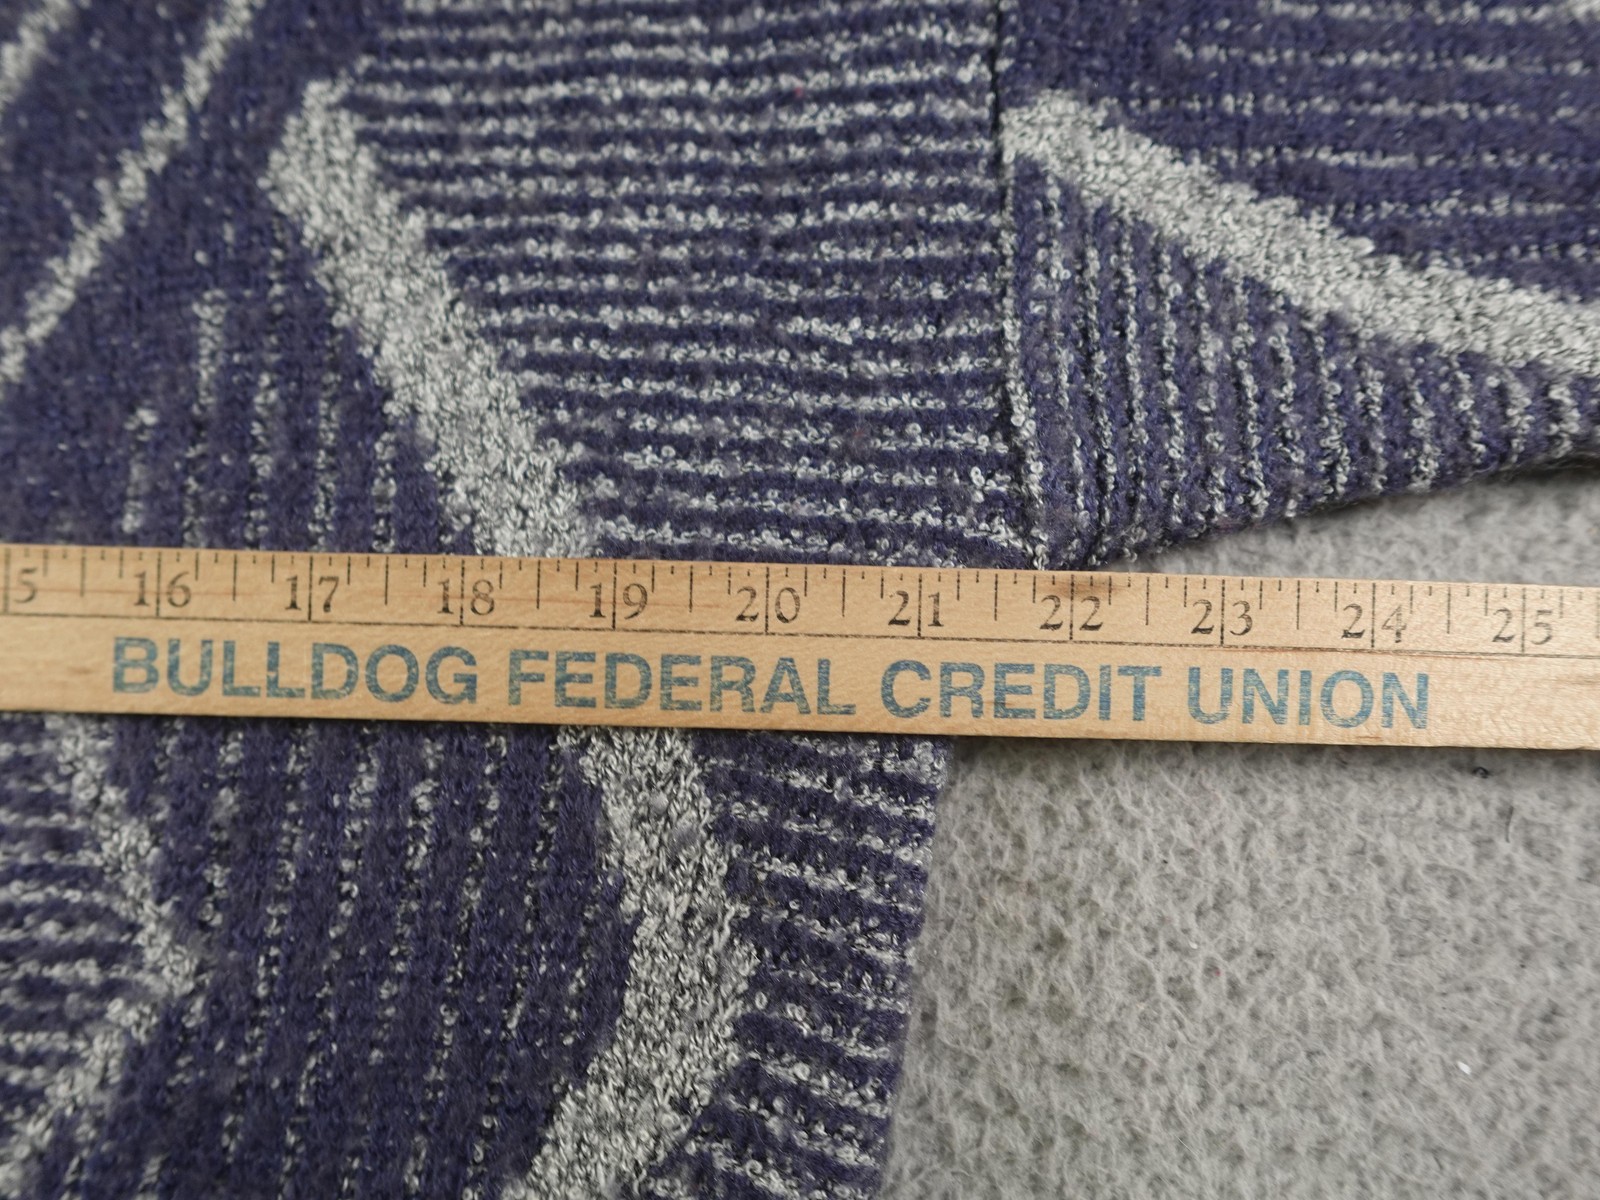 5 16 17 18 19 20 21 22 23 24 25
BULLDOG FEDERAL CREDIT UNION